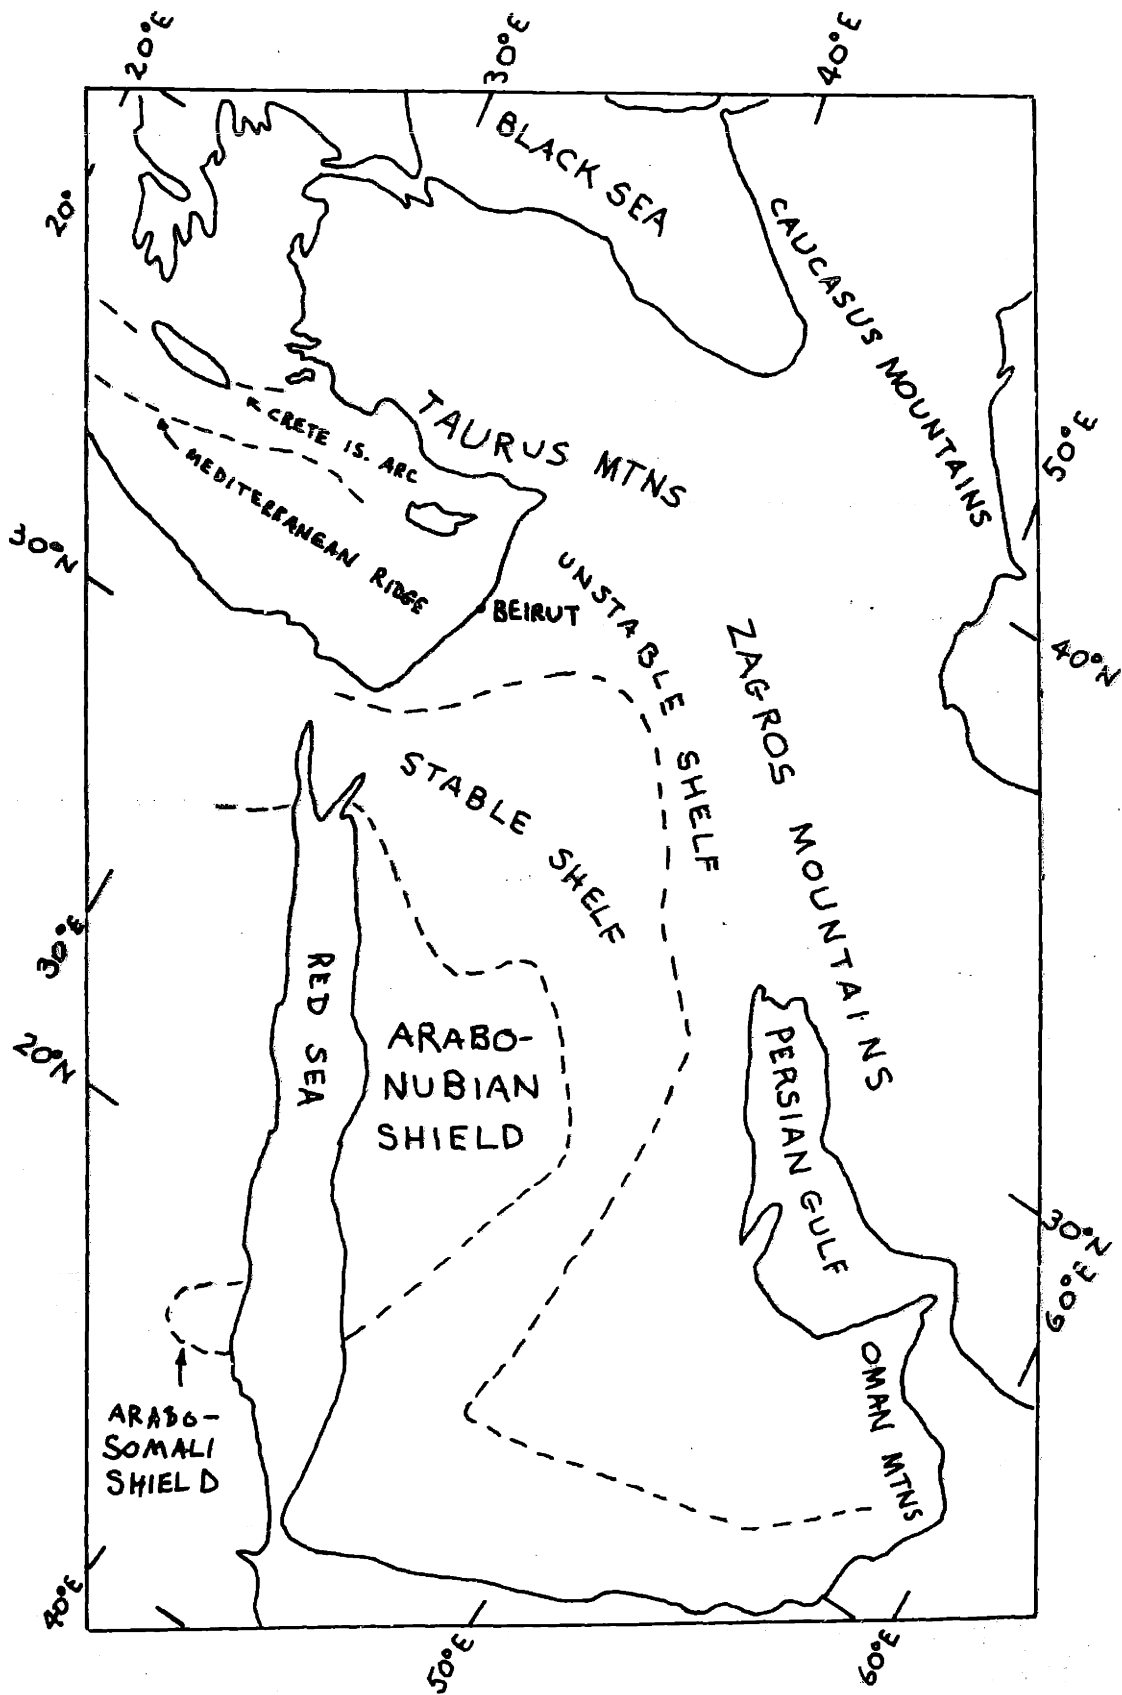 20°E
30°E
40°E
BLACK SEA
20°
CAUCASUS MOUNTAINS
TAURUS MTNS
CRETE IS. ARC
MEDITERRANEAN RIDGE
50°E
30°N
UNSTABLE SHELF
BEIRUT
ZAGROS MOUNTAINS
40°N
STABLE SHELF
30°E
RED SEA
ARABO-
NUBIAN
SHIELD
20°N
PERSIAN GULF
30°N
60°E
OMAN MTNS
ARABO-
SOMALI
SHIELD
40°E
50°E
60°E